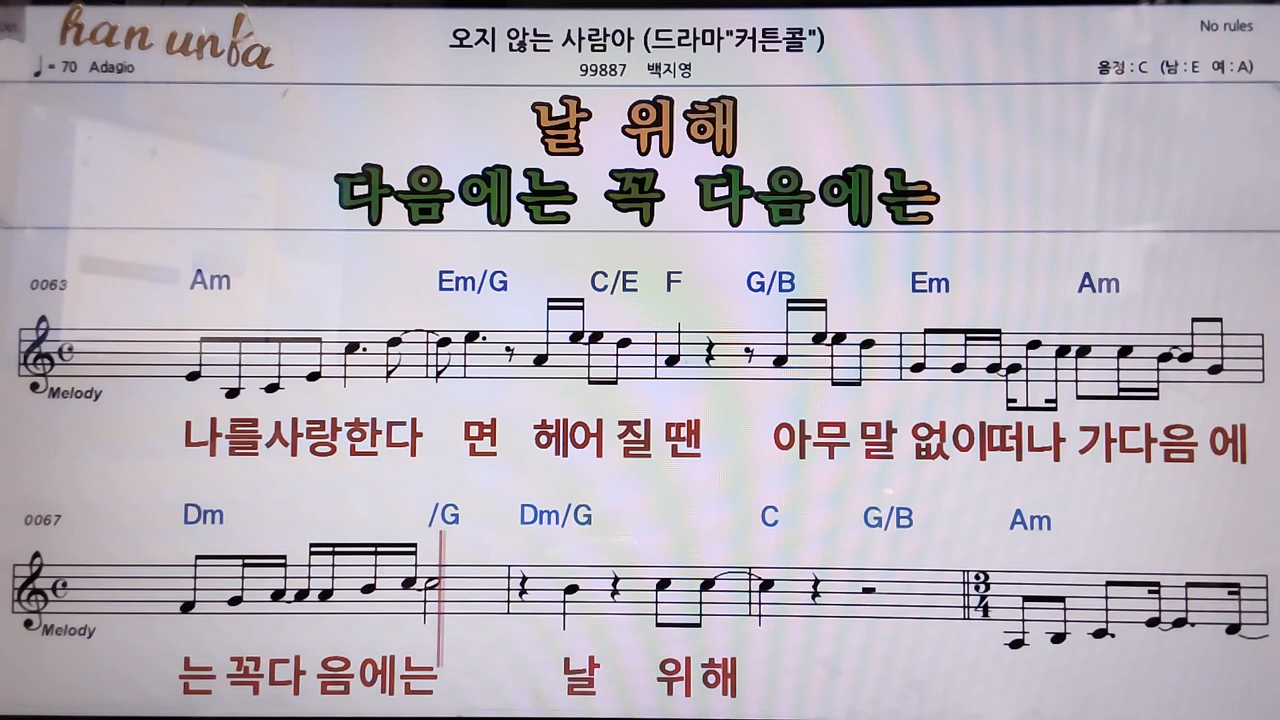 han unfa
오지 않는 사람아 (드라마"커튼콜")
No rules
♩= 70 Adagio
99887 백지영
음정 : C (남 : E 여 : A)
날 위해
다음에는 꼭 다음에는
0063 Am Em/G C/E F G/B Em Am
Melody
나를사랑한다 면 헤어 질 땐 아무 말 없이떠나 가다음 에
0067 Dm /G Dm/G C G/B Am
3/4
Melody
는 꼭다 음에는 날 위해